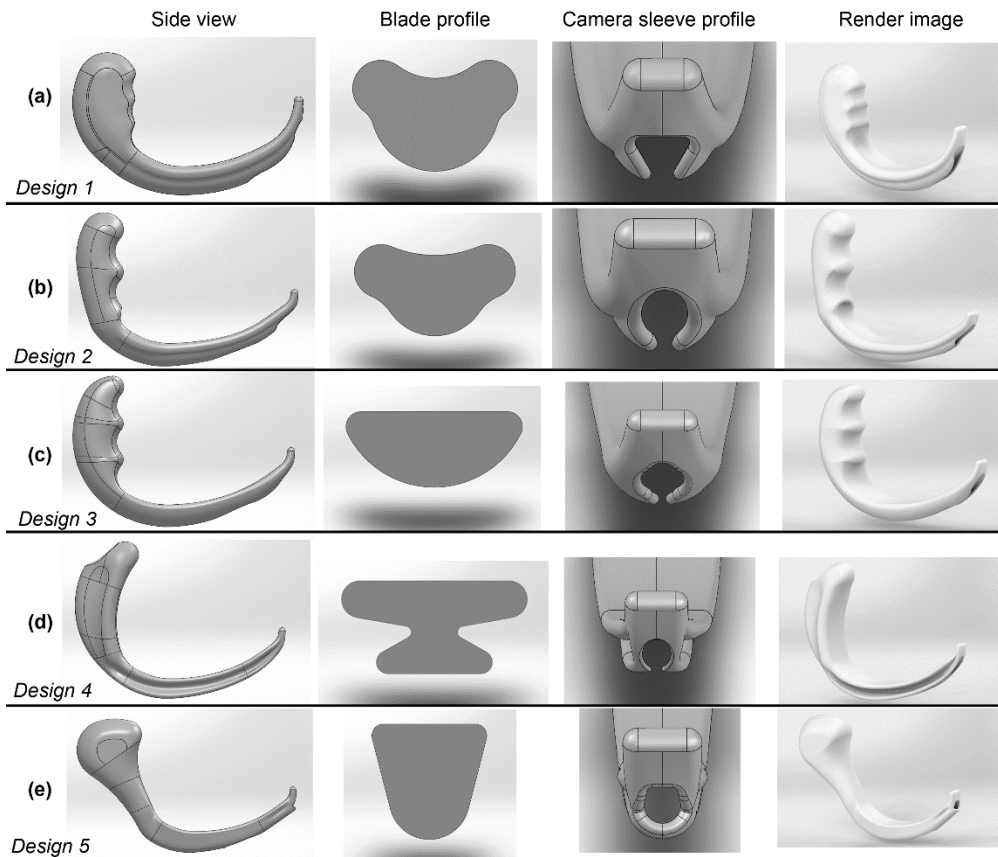 Side view Blade profile Camera sleeve profile Render image
(a)
Design 1
(b)
Design 2
(c)
Design 3
(d)
Design 4
(e)
Design 5